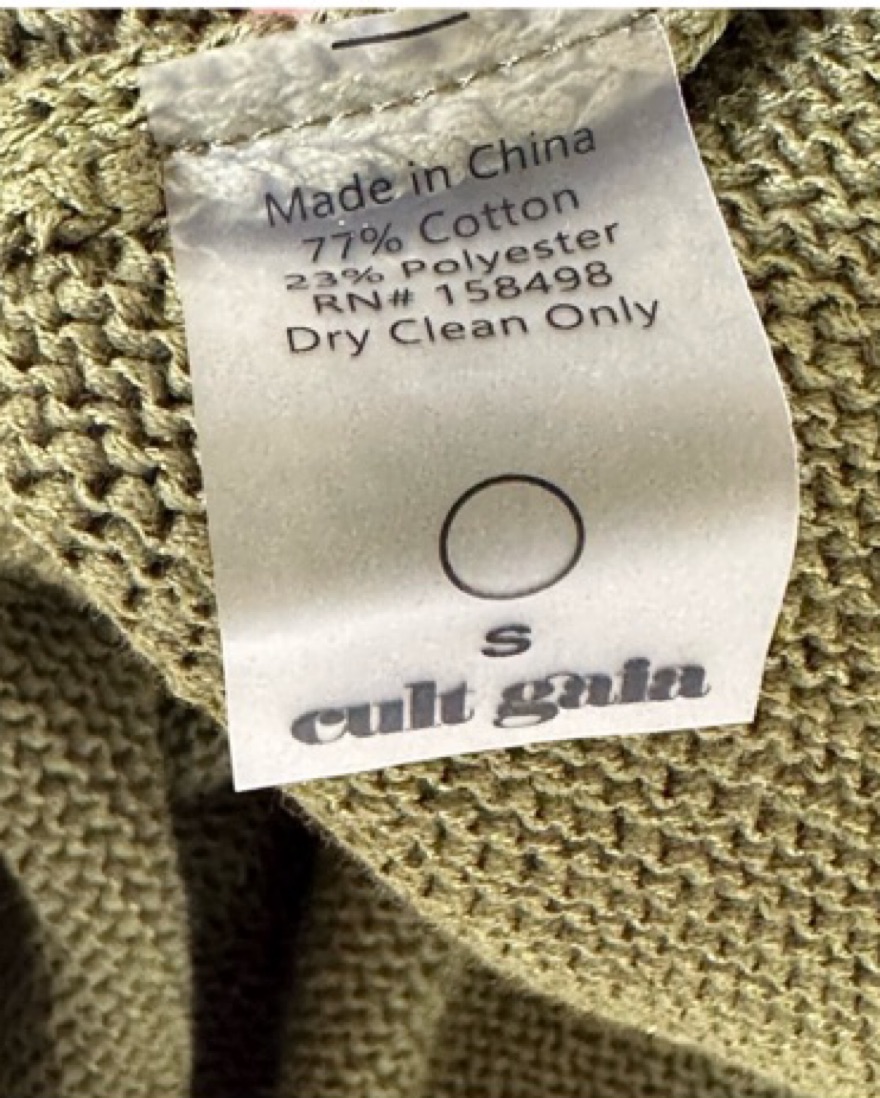 Made in China
77% Cotton
23% Polyester
RN# 158498
Dry Clean Only
S
cult gaia